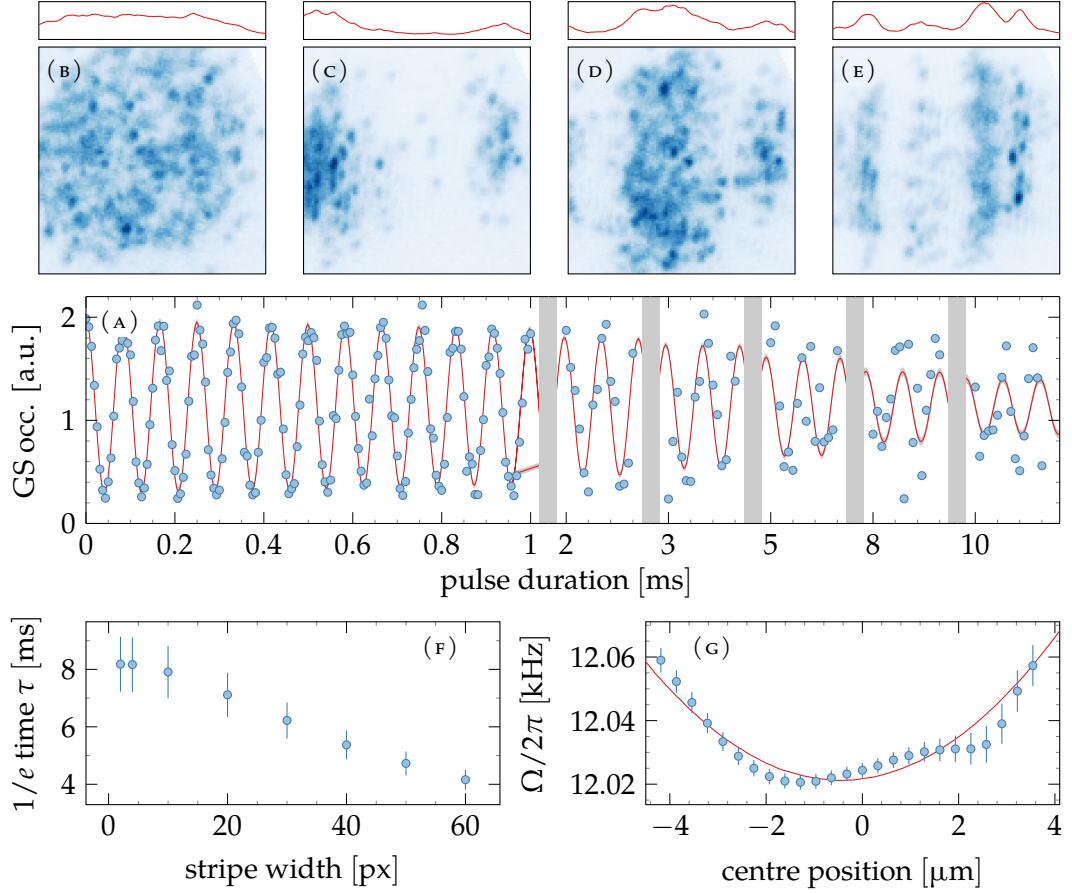 (B) (C) (D) (E)
(A)
GS occ. [a.u.]
2
1
0
0 0.2 0.4 0.6 0.8 1 2 3 5 8 10
pulse duration [ms]
(F)
1/e time τ [ms]
8
6
4
0 20 40 60
stripe width [px]
(G)
Ω/2π [kHz]
12.06
12.04
12.02
−4 −2 0 2 4
centre position [μm]